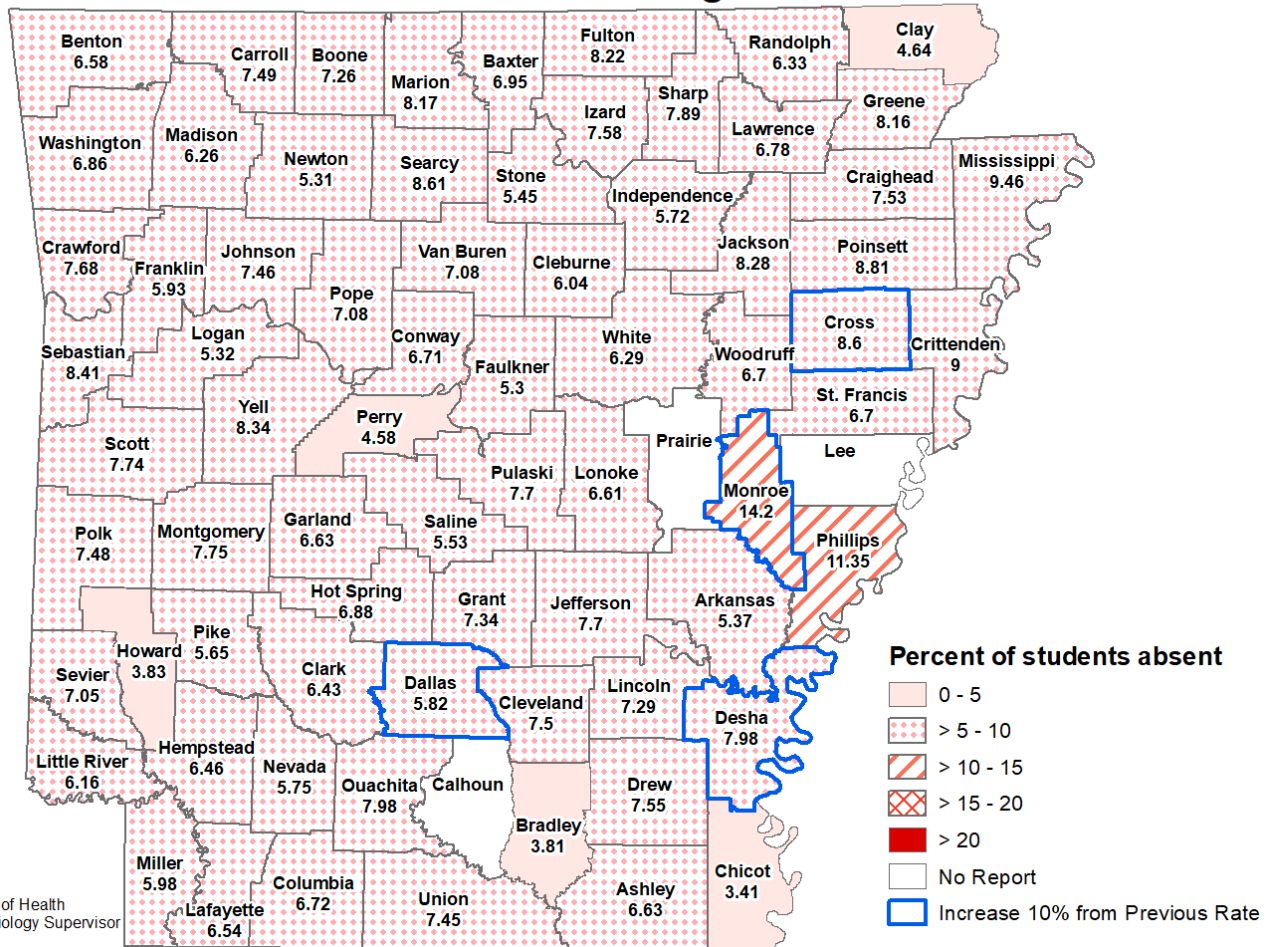 Benton
6.58
Carroll
7.49
Boone
7.26
Marion
8.17
Baxter
6.95
Fulton
8.22
Randolph
6.33
Clay
4.64
Izard
7.58
Sharp
7.89
Lawrence
6.78
Greene
8.16
Washington
6.86
Madison
6.26
Newton
5.31
Searcy
8.61
Stone
5.45
Independence
5.72
Craighead
7.53
Mississippi
9.46
Crawford
7.68
Franklin
5.93
Johnson
7.46
Pope
7.08
Van Buren
7.08
Cleburne
6.04
Jackson
8.28
Poinsett
8.81
Sebastian
8.41
Logan
5.32
Conway
6.71
Faulkner
5.3
White
6.29
Woodruff
6.7
Cross
8.6
Crittenden
9
St. Francis
6.7
Scott
7.74
Yell
8.34
Perry
4.58
Pulaski
7.7
Lonoke
6.61
Prairie
Lee
Monroe
14.2
Phillips
11.35
Polk
7.48
Montgomery
7.75
Garland
6.63
Saline
5.53
Hot Spring
6.88
Grant
7.34
Jefferson
7.7
Arkansas
5.37
Sevier
7.05
Howard
3.83
Pike
5.65
Clark
6.43
Dallas
5.82
Cleveland
7.5
Lincoln
7.29
Desha
7.98
Little River
6.16
Hempstead
6.46
Nevada
5.75
Ouachita
7.98
Calhoun
Bradley
3.81
Drew
7.55
Chicot
3.41
Miller
5.98
Lafayette
6.54
Columbia
6.72
Union
7.45
Ashley
6.63
Percent of students absent
0 - 5
> 5 - 10
> 10 - 15
> 15 - 20
> 20
No Report
Increase 10% from Previous Rate
of Health
iology Supervisor